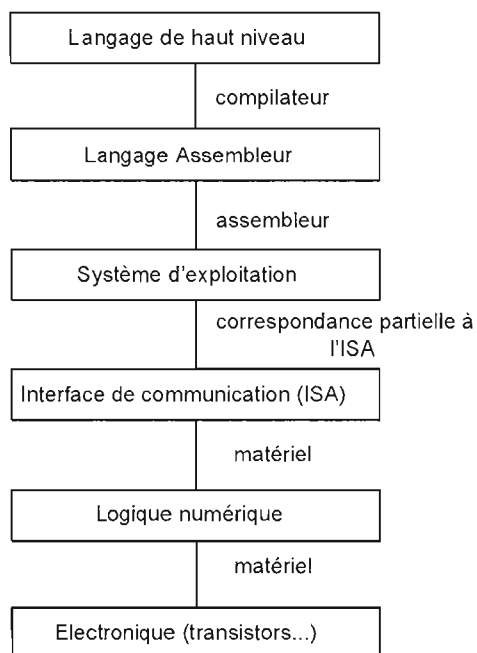 Langage de haut niveau
compilateur
Langage Assembleur
assembleur
Système d'exploitation
correspondance partielle à
l'ISA
Interface de communication (ISA)
matériel
Logique numérique
matériel
Electronique (transistors...)